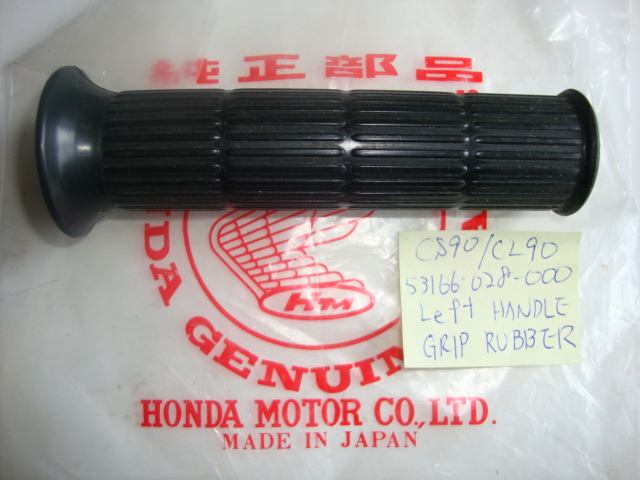 純正部品
CS90/CL90
53166-028-000
Left HANDLE
GRIP RUBBER
HM
GENUIN
HONDA MOTOR CO., LTD.
MADE IN JAPAN